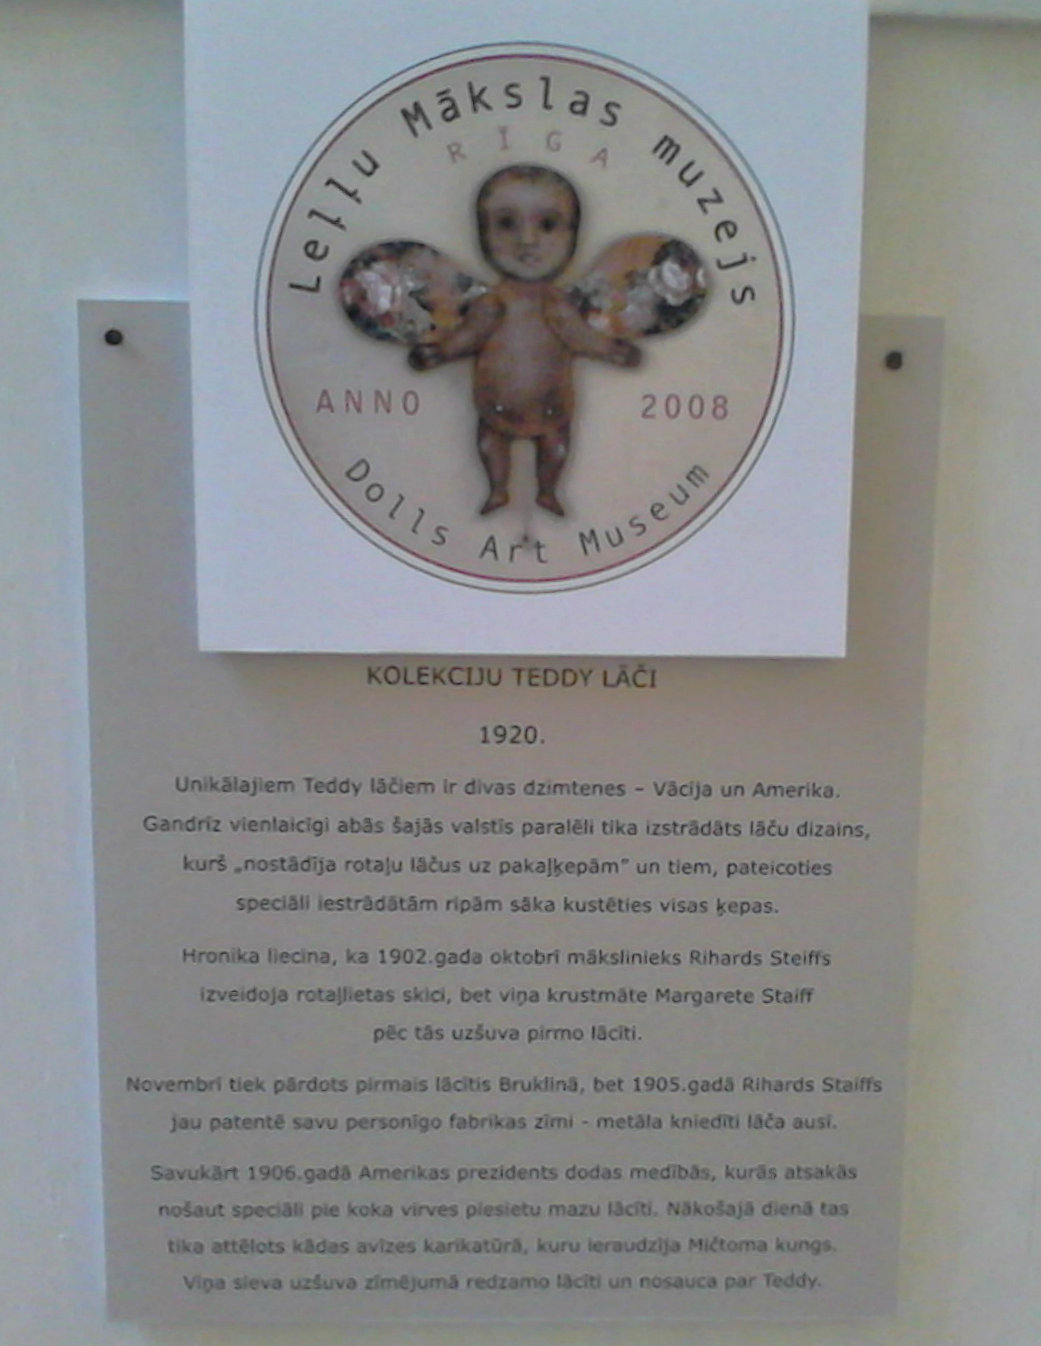 Leļļu Mākslas muzejs
RĪGA
ANNO 2008
Dolls Art Museum
KOLEKCIJU TEDDY LĀČI
1920.
Unikālajiem Teddy lāčiem ir divas dzimtenes – Vācija un Amerika.
Gandrīz vienlaicīgi abās šajās valstīs paralēli tika izstrādāts lāču dizains,
kurš „nostādīja rotaļu lāčus uz pakaļķepām” un tiem, pateicoties
speciāli iestrādātām ripām sāka kustēties visas ķepas.
Hronika liecina, ka 1902.gada oktobrī mākslinieks Rihards Steiffs
izveidoja rotaļlietas skici, bet viņa krustmāte Margarete Staiff
pēc tās uzšuva pirmo lācīti.
Novembrī tiek pārdots pirmais lācītis Bruklinā, bet 1905.gadā Rihards Staiffs
jau patentē savu personīgo fabrikas zīmi - metāla kniedīti lāča ausī.
Savukārt 1906.gadā Amerikas prezidents dodas medībās, kurās atsakās
nošaut speciāli pie koka virves piesietu mazu lācīti. Nākošajā dienā tas
tika attēlots kādas avīzes karikatūrā, kuru ieraudzīja Mičtoma kungs.
Viņa sieva uzšuva zīmējumā redzamo lācīti un nosauca par Teddy.